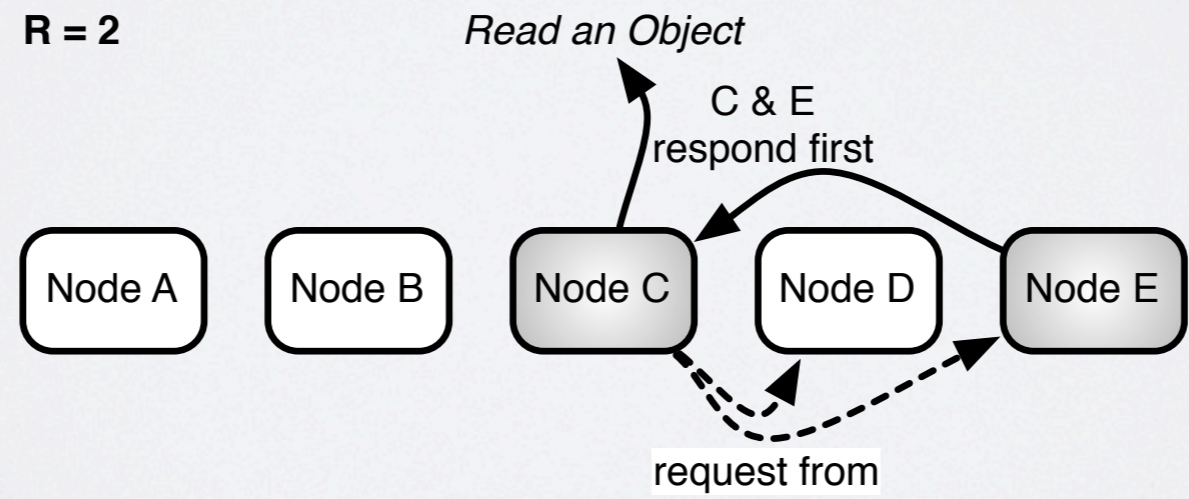 R = 2
Read an Object
C & E
respond first
Node A
Node B
Node C
Node D
Node E
request from